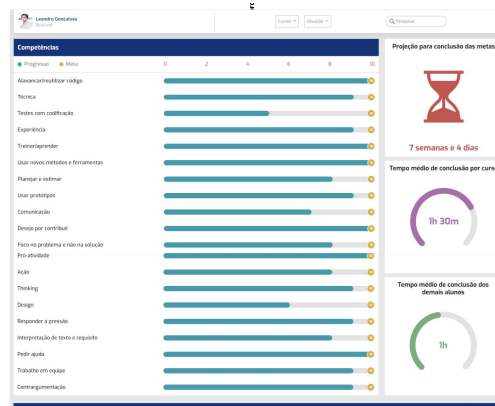 Leandro Gonçalves
Back-end
Cursos
Situação
Pesquisar
Competências
Progresso
Meta
0 2 4 6 8 10
Alavancar/reutilizar código
Técnica
Testes com codificação
Experiência
Treinar/aprender
Usar novos métodos e ferramentas
Planejar e estimar
Usar protótipos
Comunicação
Desejo por contribuir
Foco no problema e não na solução
Pró-atividade
Ação
Thinking
Design
Responder à pressão
Interpretação de texto e requisito
Pedir ajuda
Trabalho em equipe
Contrargumentação
Projeção para conclusão das metas
7 semanas e 4 dias
Tempo médio de conclusão por curs
1h 30m
Tempo médio de conclusão dos
demais alunos
1h